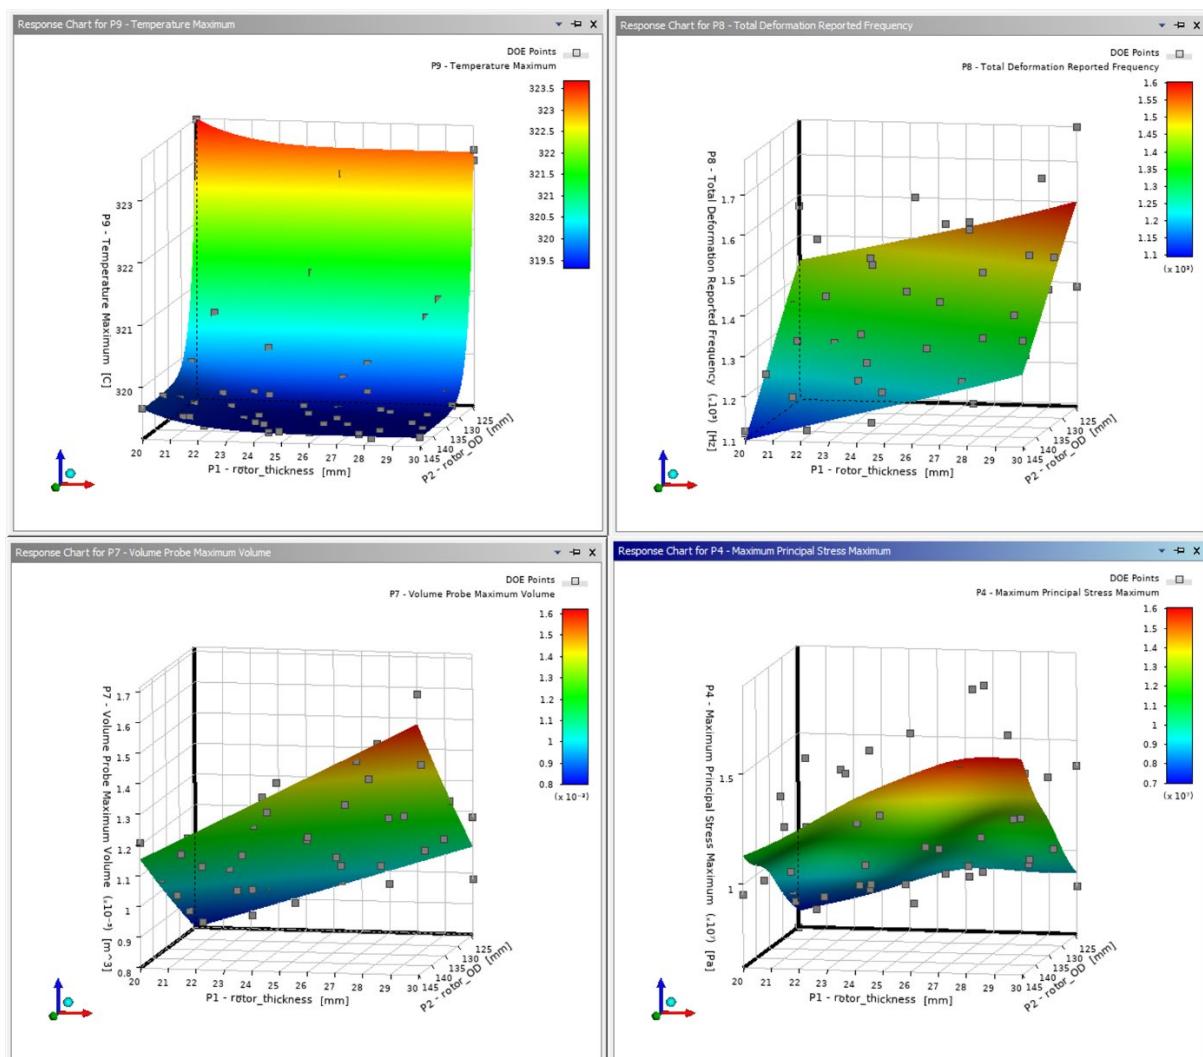 Response Chart for P9 - Temperature Maximum
DOE Points
P9 - Temperature Maximum
323.5
323
322.5
322
321.5
321
320.5
320
319.5
P9 - Temperature Maximum [C]
323
322
321
320
20 21 22 23 24 25 26 27 28 29 30
P1 - rotor_thickness [mm]
145 140 135 130 125
P2 - rotor_OD [mm]
Response Chart for P8 - Total Deformation Reported Frequency
DOE Points
P8 - Total Deformation Reported Frequency
1.6
1.55
1.5
1.45
1.4
1.35
1.3
1.25
1.2
1.15
1.1
(x 10³)
P8 - Total Deformation Reported Frequency (x10³) [Hz]
1.7
1.6
1.5
1.4
1.3
1.2
1.1
20 21 22 23 24 25 26 27 28 29 30
P1 - rotor_thickness [mm]
145 140 135 130 125
P2 - rotor_OD [mm]
Response Chart for P7 - Volume Probe Maximum Volume
DOE Points
P7 - Volume Probe Maximum Volume
1.6
1.5
1.4
1.3
1.2
1.1
1
0.9
0.8
(x 10⁻³)
P7 - Volume Probe Maximum Volume (x10⁻³) [m^3]
1.7
1.6
1.5
1.4
1.3
1.2
1.1
1
0.9
0.8
20 21 22 23 24 25 26 27 28 29 30
P1 - rotor_thickness [mm]
145 140 135 130 125
P2 - rotor_OD [mm]
Response Chart for P4 - Maximum Principal Stress Maximum
DOE Points
P4 - Maximum Principal Stress Maximum
1.6
1.5
1.4
1.3
1.2
1.1
1
0.9
0.8
0.7
(x 10⁷)
P4 - Maximum Principal Stress Maximum (x10⁷) [Pa]
1.5
1
20 21 22 23 24 25 26 27 28 29 30
P1 - rotor_thickness [mm]
145 140 135 130 125
P2 - rotor_OD [mm]